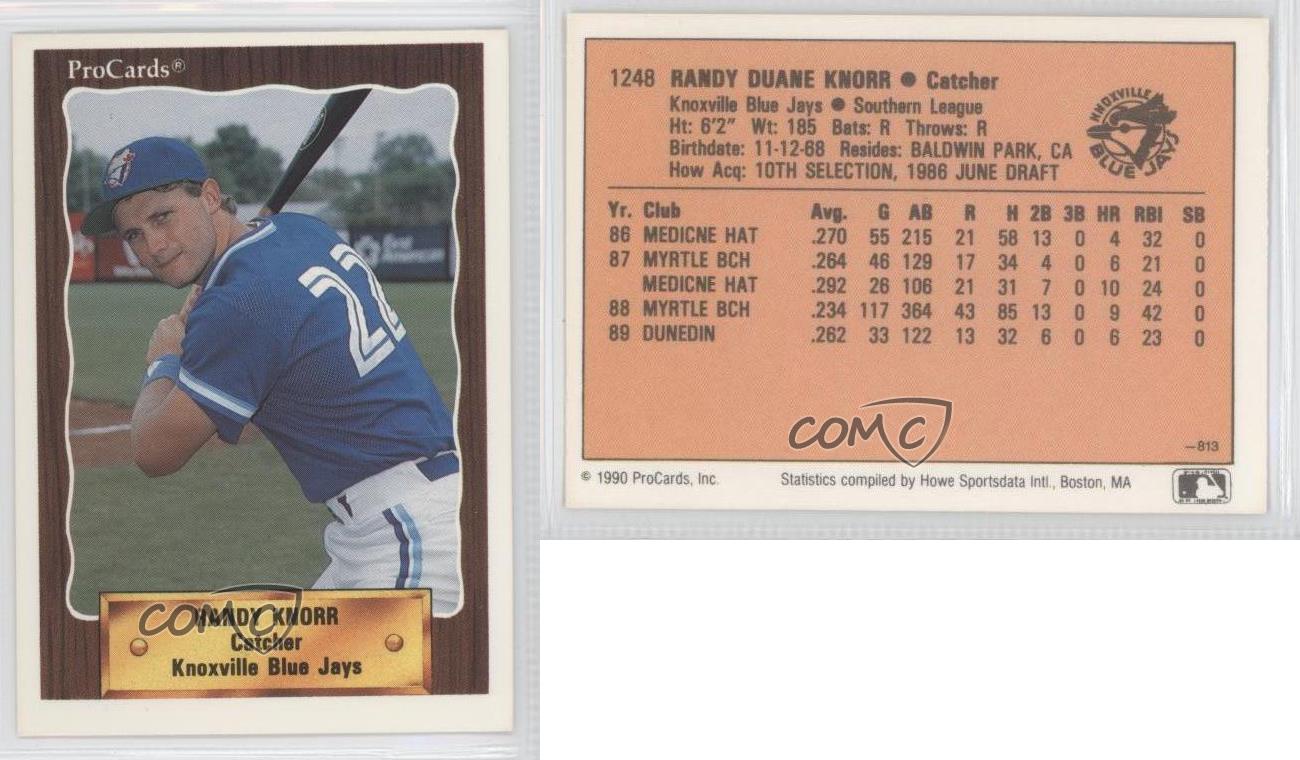 ProCards®
22
RANDY KNORR
Catcher
Knoxville Blue Jays
COMC
1248 RANDY DUANE KNORR ● Catcher
Knoxville Blue Jays ● Southern League
Ht: 6'2" Wt: 185 Bats: R Throws: R
Birthdate: 11-12-68 Resides: BALDWIN PARK, CA
How Acq: 10TH SELECTION, 1986 JUNE DRAFT
KNOXVILLE
BLUE JAYS
Yr. Club Avg. G AB R H 2B 3B HR RBI SB
86 MEDICNE HAT .270 55 215 21 58 13 0 4 32 0
87 MYRTLE BCH .264 46 129 17 34 4 0 6 21 0
MEDICNE HAT .292 26 106 21 31 7 0 10 24 0
88 MYRTLE BCH .234 117 364 43 85 13 0 9 42 0
89 DUNEDIN .262 33 122 13 32 6 0 6 23 0
COMC
—813
© 1990 ProCards, Inc. Statistics compiled by Howe Sportsdata Intl., Boston, MA